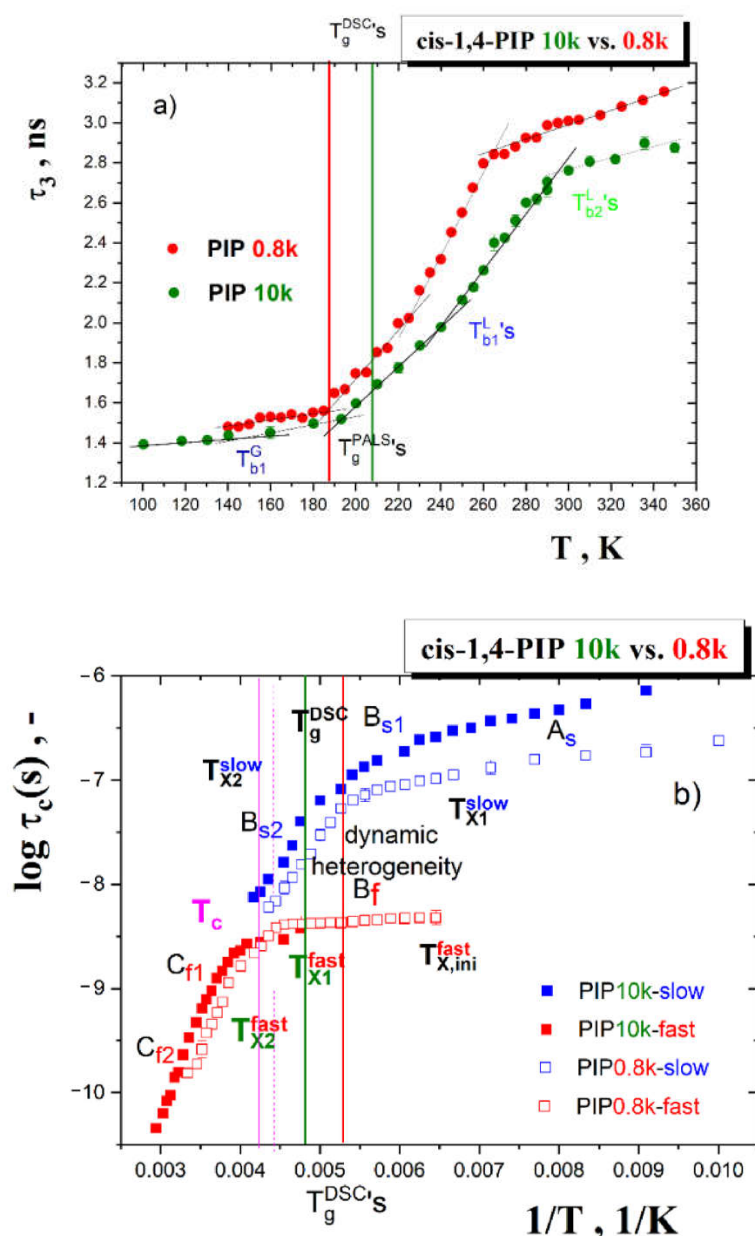 T_g^DSC's
cis-1,4-PIP 10k vs. 0.8k
a)
τ₃ , ns
3.2
3.0
2.8
2.6
2.4
2.2
2.0
1.8
1.6
1.4
1.2
PIP 0.8k
PIP 10k
T_b2^L's
T_b1^L's
T_b1^G
T_g^PALS's
100 120 140 160 180 200 220 240 260 280 300 320 340 360
T , K
cis-1,4-PIP 10k vs. 0.8k
log τ_c(s) , -
−6
−7
−8
−9
−10
T_g^DSC
B_s1
A_s
T_X2^slow
b)
T_X1^slow
B_s2
dynamic
heterogeneity
B_f
T_c
T_X,ini^fast
C_f1
T_X1^fast
T_X2^fast
C_f2
PIP10k-slow
PIP10k-fast
PIP0.8k-slow
PIP0.8k-fast
0.003 0.004 0.005 0.006 0.007 0.008 0.009 0.010
T_g^DSC's
1/T , 1/K